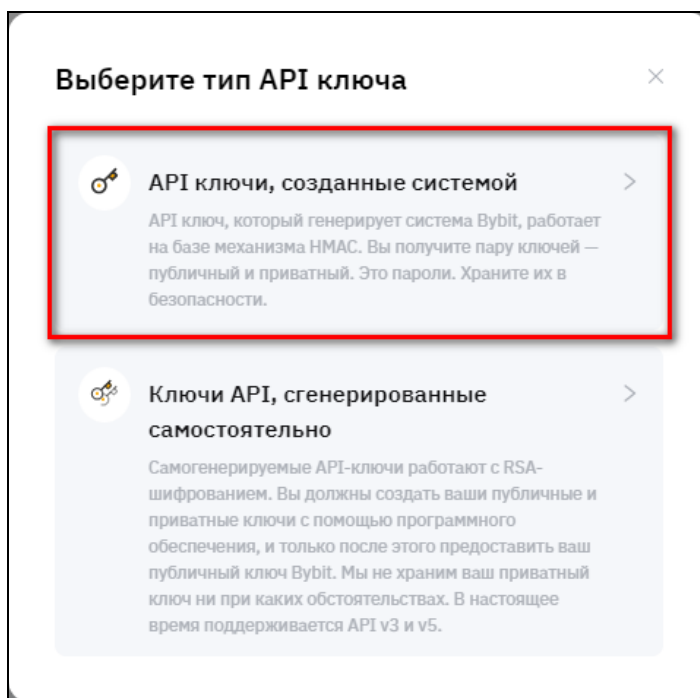 Выберите тип API ключа
API ключи, созданные системой
API ключ, который генерирует система Bybit, работает
на базе механизма HMAC. Вы получите пару ключей —
публичный и приватный. Это пароли. Храните их в
безопасности.
Ключи API, сгенерированные
самостоятельно
Самогенерируемые API-ключи работают с RSA-
шифрованием. Вы должны создать ваши публичные и
приватные ключи с помощью программного
обеспечения, и только после этого предоставить ваш
публичный ключ Bybit. Мы не храним ваш приватный
ключ ни при каких обстоятельствах. В настоящее
время поддерживается API v3 и v5.